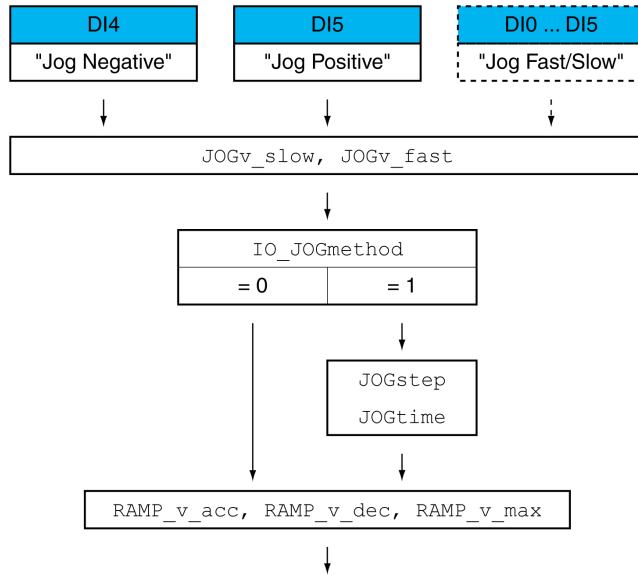 DI4
DI5
DI0 ... DI5
"Jog Negative"
"Jog Positive"
"Jog Fast/Slow"
JOGv_slow, JOGv_fast
IO_JOGmethod
= 0
= 1
JOGstep
JOGtime
RAMP_v_acc, RAMP_v_dec, RAMP_v_max